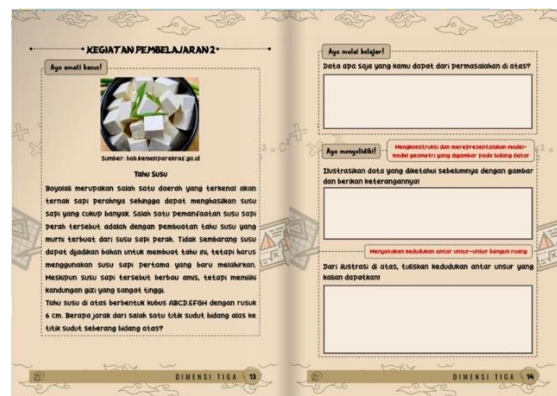 KEGIATAN PEMBELAJARAN 2
Ayo amati kasus!
Sumber: bob.kemenparekraf.go.id
Tahu Susu
Boyolali merupakan salah satu daerah yang terkenal akan
ternak sapi perahnya sehingga dapat menghasilkan susu
sapi yang cukup banyak. Salah satu pemanfaatan susu sapi
perah tersebut adalah dengan pembuatan tahu susu yang
murni terbuat dari susu sapi perah. Tidak sembarang susu
dapat dijadikan bahan untuk membuat tahu ini, tetapi harus
menggunakan susu sapi pertama yang baru melahirkan.
Meskipun susu sapi tersebut berbau amis, tetapi memiliki
kandungan gizi yang sangat tinggi.
Tahu susu di atas berbentuk kubus ABCD.EFGH dengan rusuk
6 cm. Berapa jarak dari salah satu titik sudut bidang alas ke
titik sudut seberang bidang atas?
DIMENSI TIGA 13
Ayo mulai belajar!
Data apa saja yang kamu dapat dari permasalahan di atas?
Ayo menyelidiki!
Mengkonstruksi dan merepresentasikan model-
model geometri yang digambar pada bidang datar
Ilustrasikan data yang diketahui sebelumnya dengan gambar
dan berikan keterangannya!
Menyatakan kedudukan antar unsur-unsur bangun ruang
Dari ilustrasi di atas, tuliskan kedudukan antar unsur yang
kalian dapatkan!
DIMENSI TIGA 14